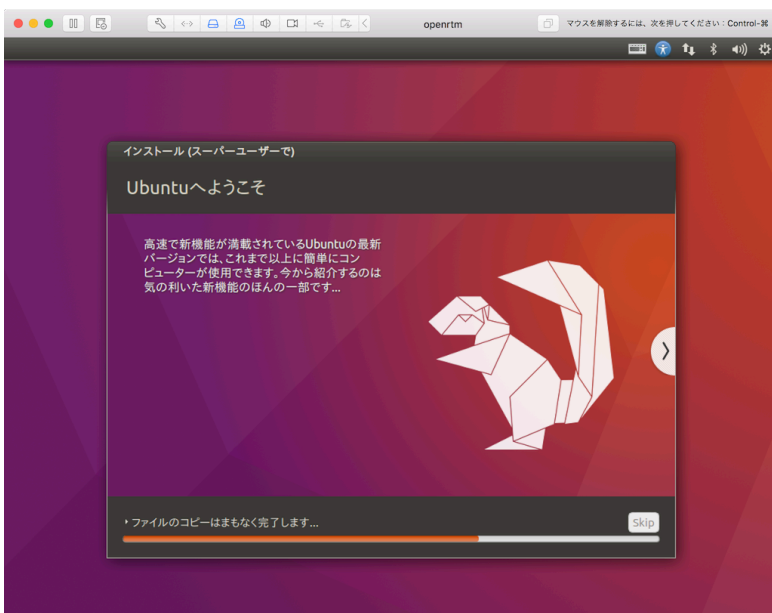 openrtm
マウスを解除するには、次を押してください：Control-⌘
インストール (スーパーユーザーで)
Ubuntuへようこそ
高速で新機能が満載されているUbuntuの最新
バージョンでは、これまで以上に簡単にコン
ピューターが使用できます。今から紹介するのは
気の利いた新機能のほんの一部です...
ファイルのコピーはまもなく完了します...
Skip